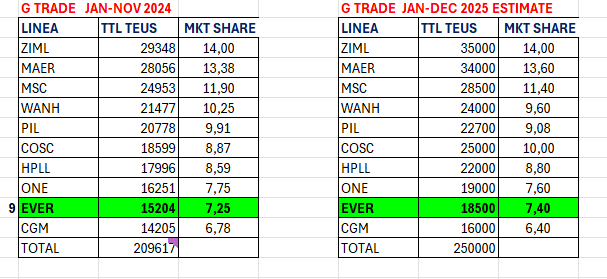 G TRADE JAN-NOV 2024 G TRADE JAN-DEC 2025 ESTIMATE
LINEA TTL TEUS MKT SHARE LINEA TTL TEUS MKT SHARE
ZIML 29348 14,00 ZIML 35000 14,00
MAER 28056 13,38 MAER 34000 13,60
MSC 24953 11,90 MSC 28500 11,40
WANH 21477 10,25 WANH 24000 9,60
PIL 20778 9,91 PIL 22700 9,08
COSC 18599 8,87 COSC 25000 10,00
HPLL 17996 8,59 HPLL 22000 8,80
ONE 16251 7,75 ONE 19000 7,60
9 EVER 15204 7,25 EVER 18500 7,40
CGM 14205 6,78 CGM 16000 6,40
TOTAL 209617 TOTAL 250000